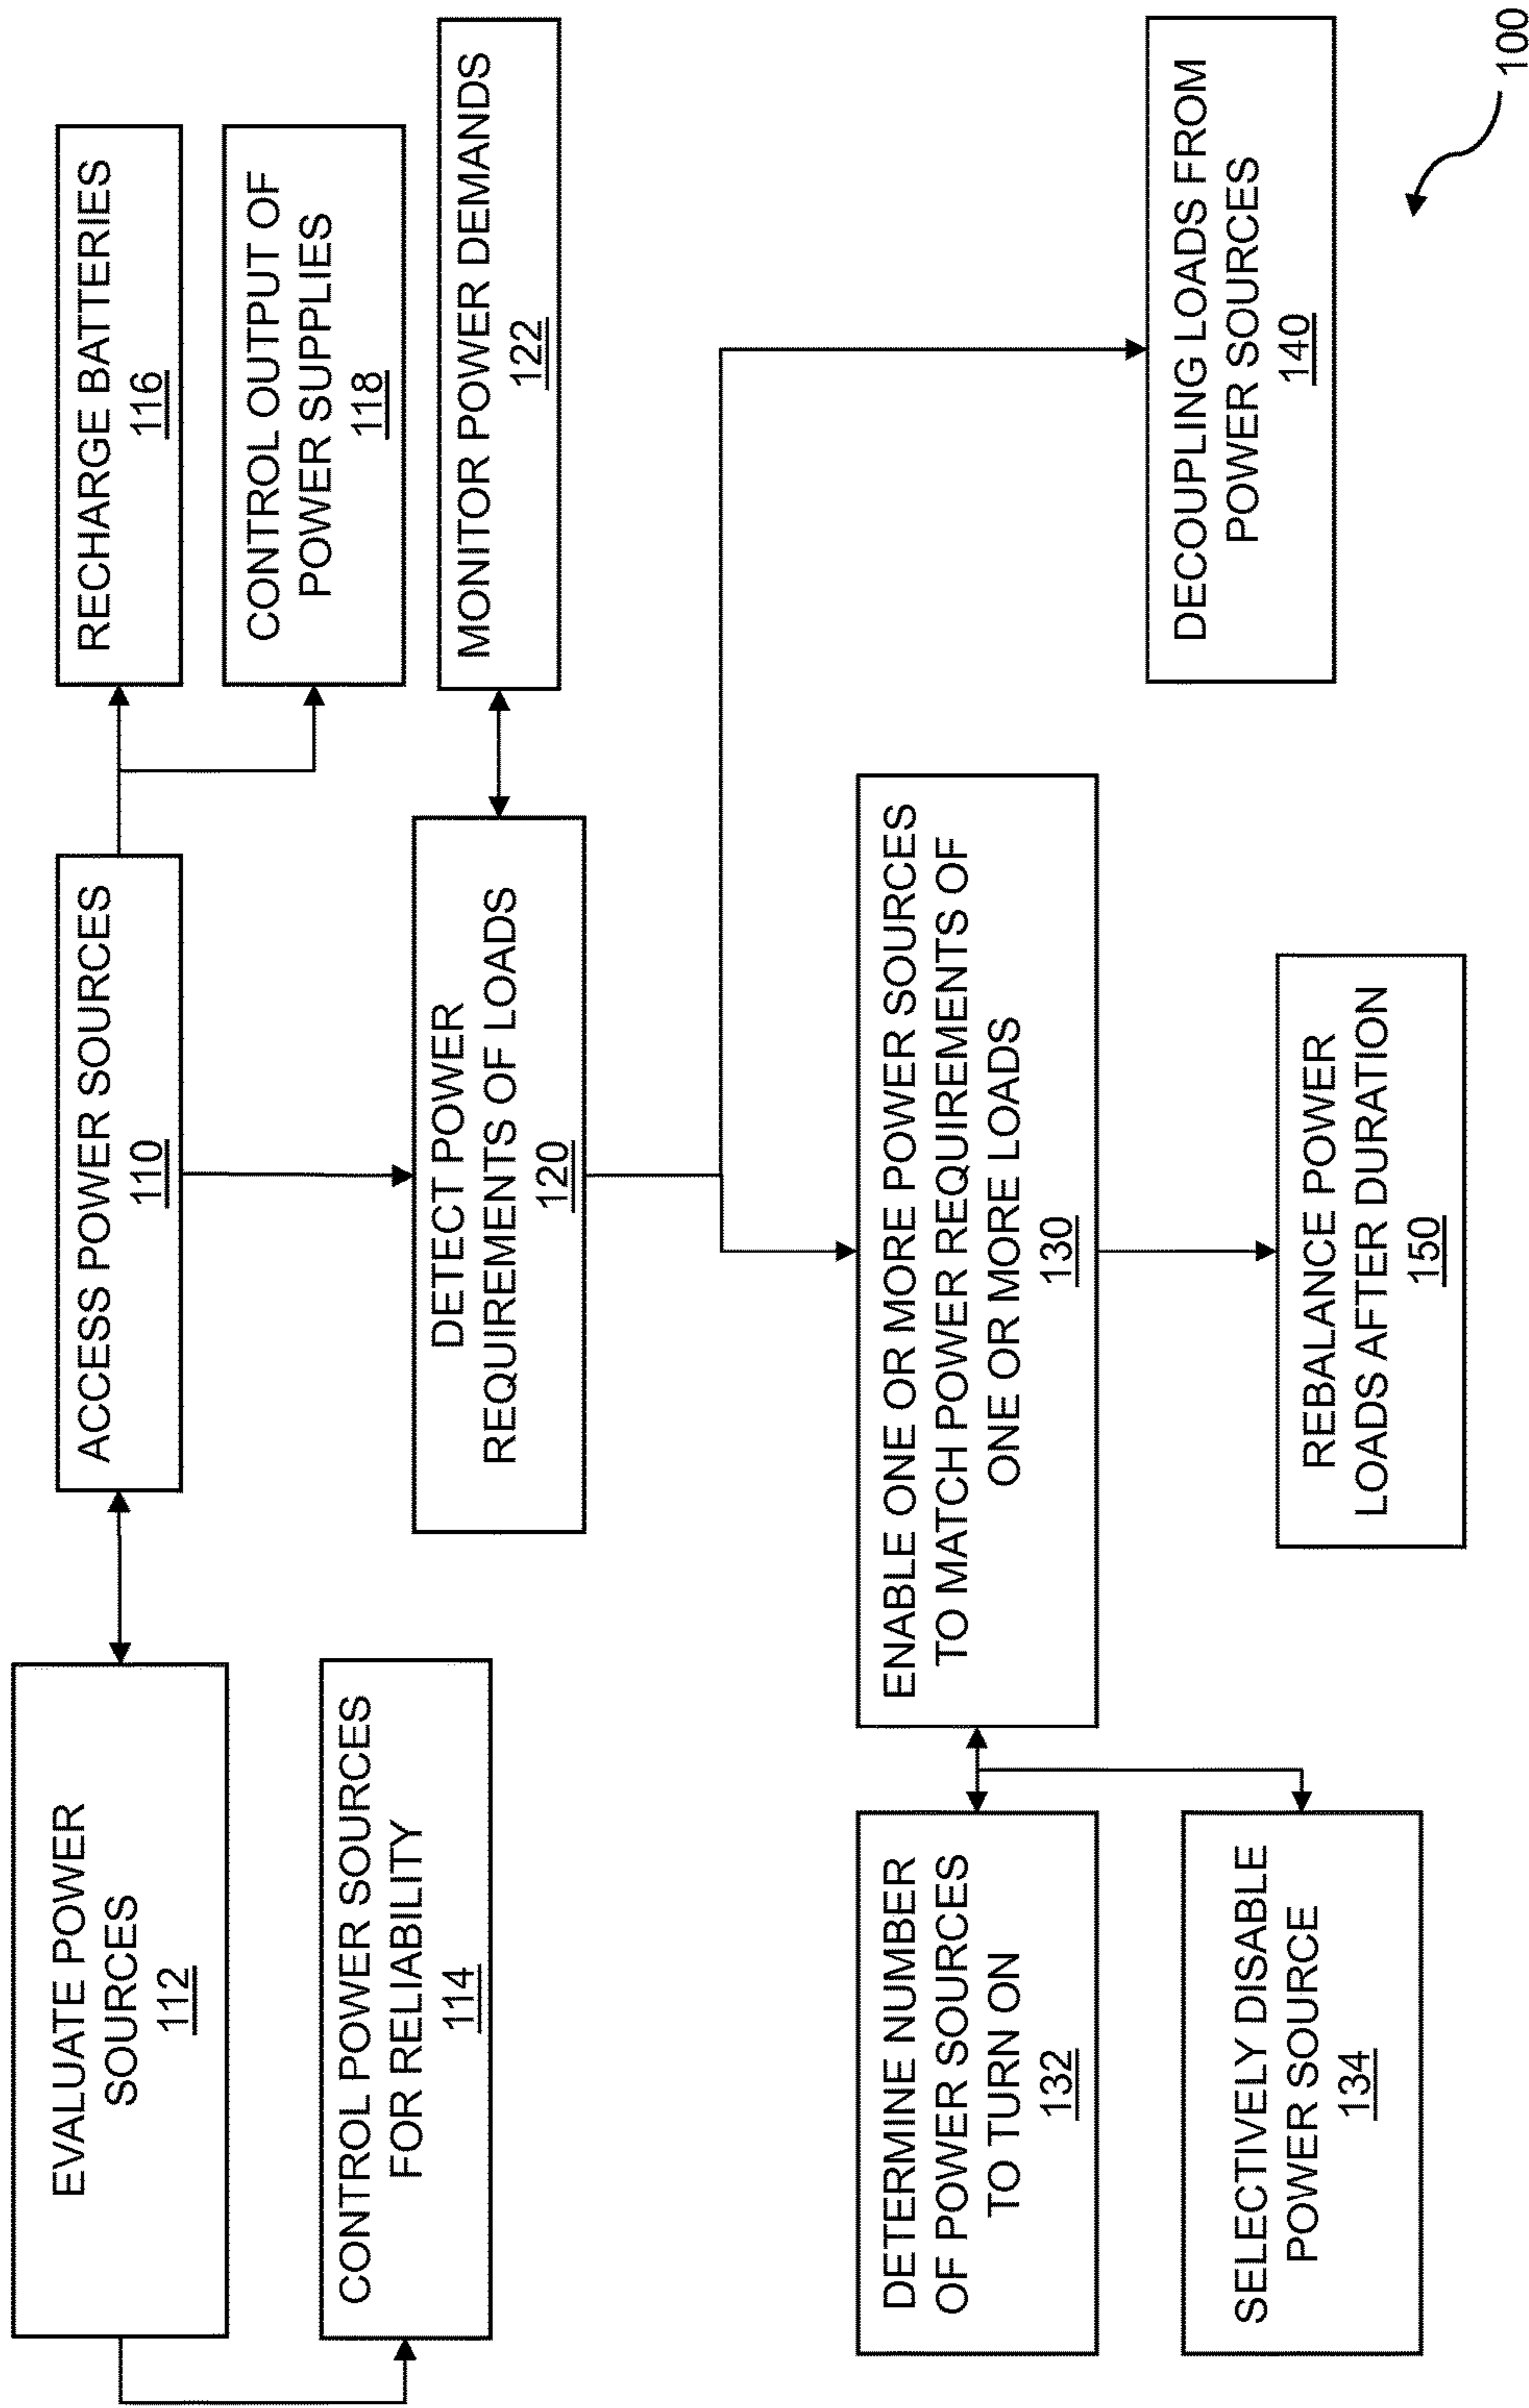 EVALUATE POWER
SOURCES
112
ACCESS POWER SOURCES
110
RECHARGE BATTERIES
116
CONTROL POWER SOURCES
FOR RELIABILITY
114
CONTROL OUTPUT OF
POWER SUPPLIES
118
DETECT POWER
REQUIREMENTS OF LOADS
120
MONITOR POWER DEMANDS
122
DETERMINE NUMBER
OF POWER SOURCES
TO TURN ON
132
ENABLE ONE OR MORE POWER SOURCES
TO MATCH POWER REQUIREMENTS OF
ONE OR MORE LOADS
130
SELECTIVELY DISABLE
POWER SOURCE
134
DECOUPLING LOADS FROM
POWER SOURCES
140
REBALANCE POWER
LOADS AFTER DURATION
150
100